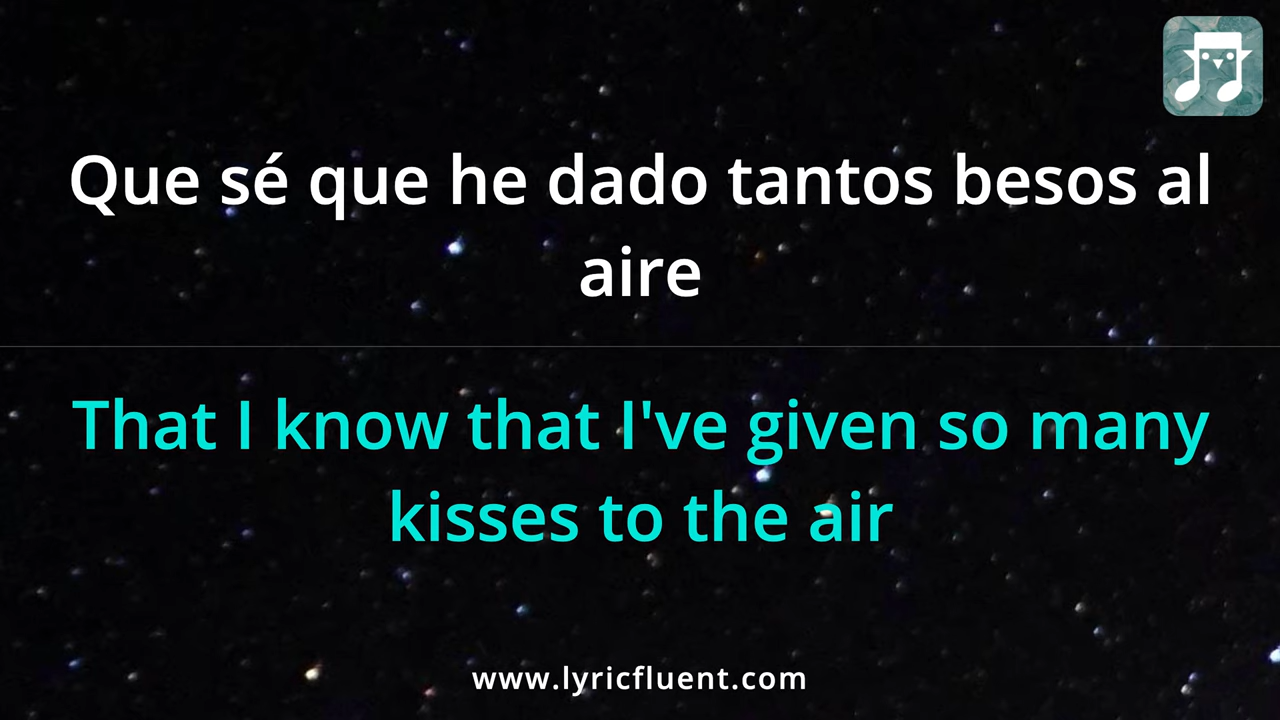 Que sé que he dado tantos besos al
aire
That I know that I've given so many
kisses to the air
www.lyricfluent.com